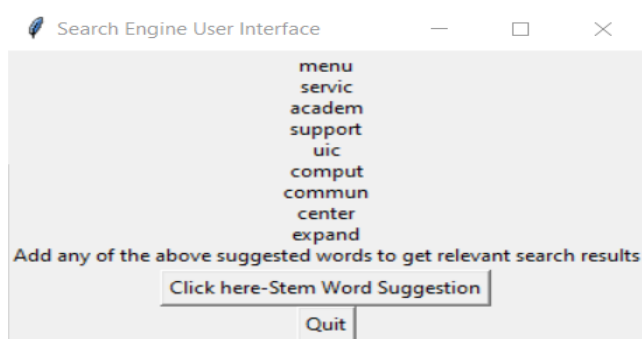 Search Engine User Interface
menu
servic
academ
support
uic
comput
commun
center
expand
Add any of the above suggested words to get relevant search results
Click here-Stem Word Suggestion
Quit